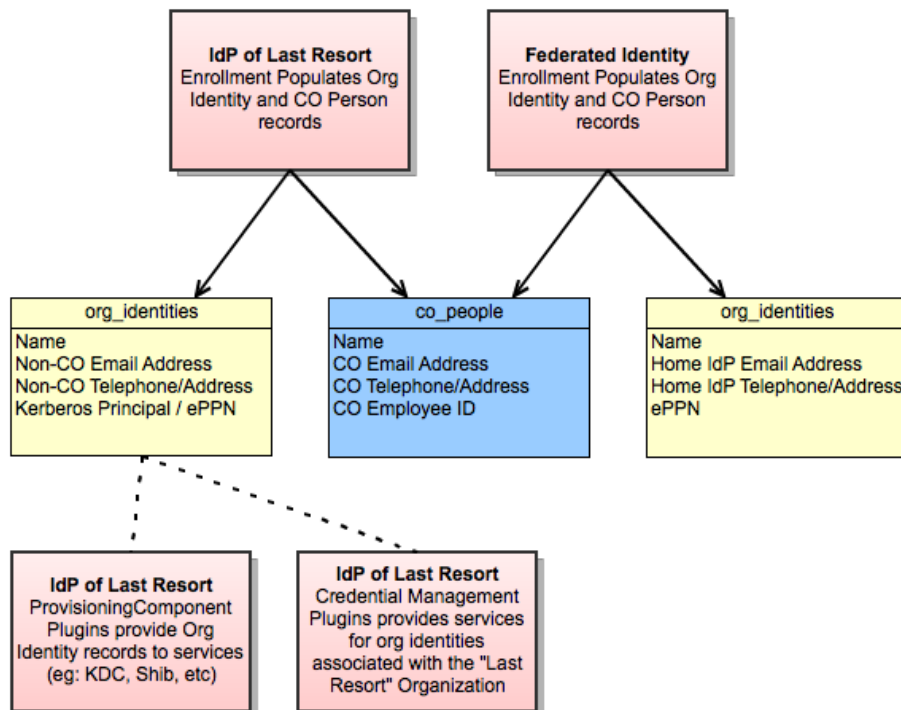 IdP of Last Resort
Enrollment Populates Org
Identity and CO Person
records
Federated Identity
Enrollment Populates Org
Identity and CO Person
records
org_identities
Name
Non-CO Email Address
Non-CO Telephone/Address
Kerberos Principal / ePPN
co_people
Name
CO Email Address
CO Telephone/Address
CO Employee ID
org_identities
Name
Home IdP Email Address
Home IdP Telephone/Address
ePPN
IdP of Last Resort
ProvisioningComponent
Plugins provide Org
Identity records to services
(eg: KDC, Shib, etc)
IdP of Last Resort
Credential Management
Plugins provides services
for org identities
associated with the "Last
Resort" Organization